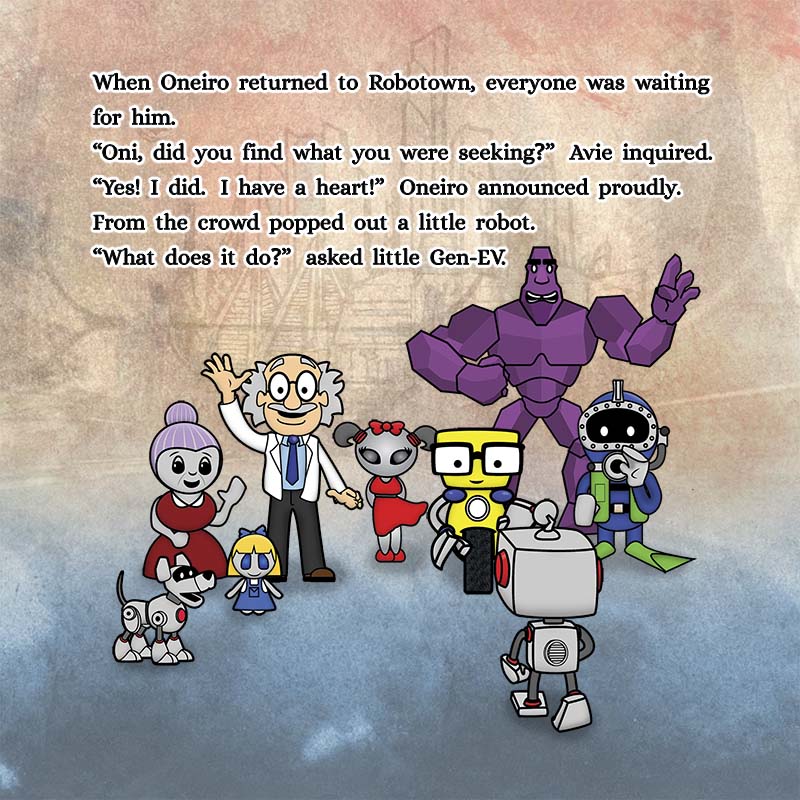 When Oneiro returned to Robotown, everyone was waiting
for him.
“Oni, did you find what you were seeking?” Avie inquired.
“Yes! I did. I have a heart!” Oneiro announced proudly.
From the crowd popped out a little robot.
“What does it do?” asked little Gen-EV.